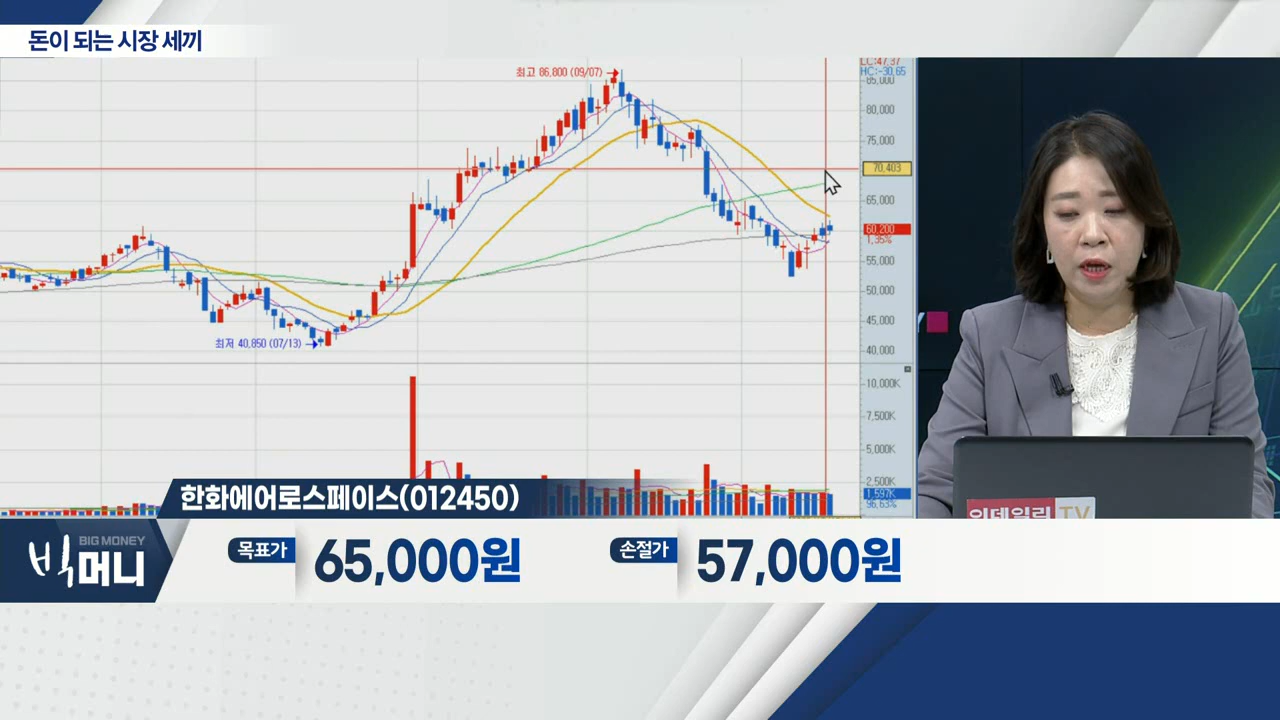 돈이 되는 시장 세끼
최고 86,800 (09/07)
LC:47.37
HC:-30.65
85,000
80,000
75,000
70,403
65,000
60,200
1.35%
55,000
50,000
45,000
최저 40,850 (07/13)
40,000
10,000K
7,500K
5,000K
2,500K
1,597K
96.63%
한화에어로스페이스(012450)
이데일리 TV
BIG MONEY
빅머니
목표가 65,000원
손절가 57,000원